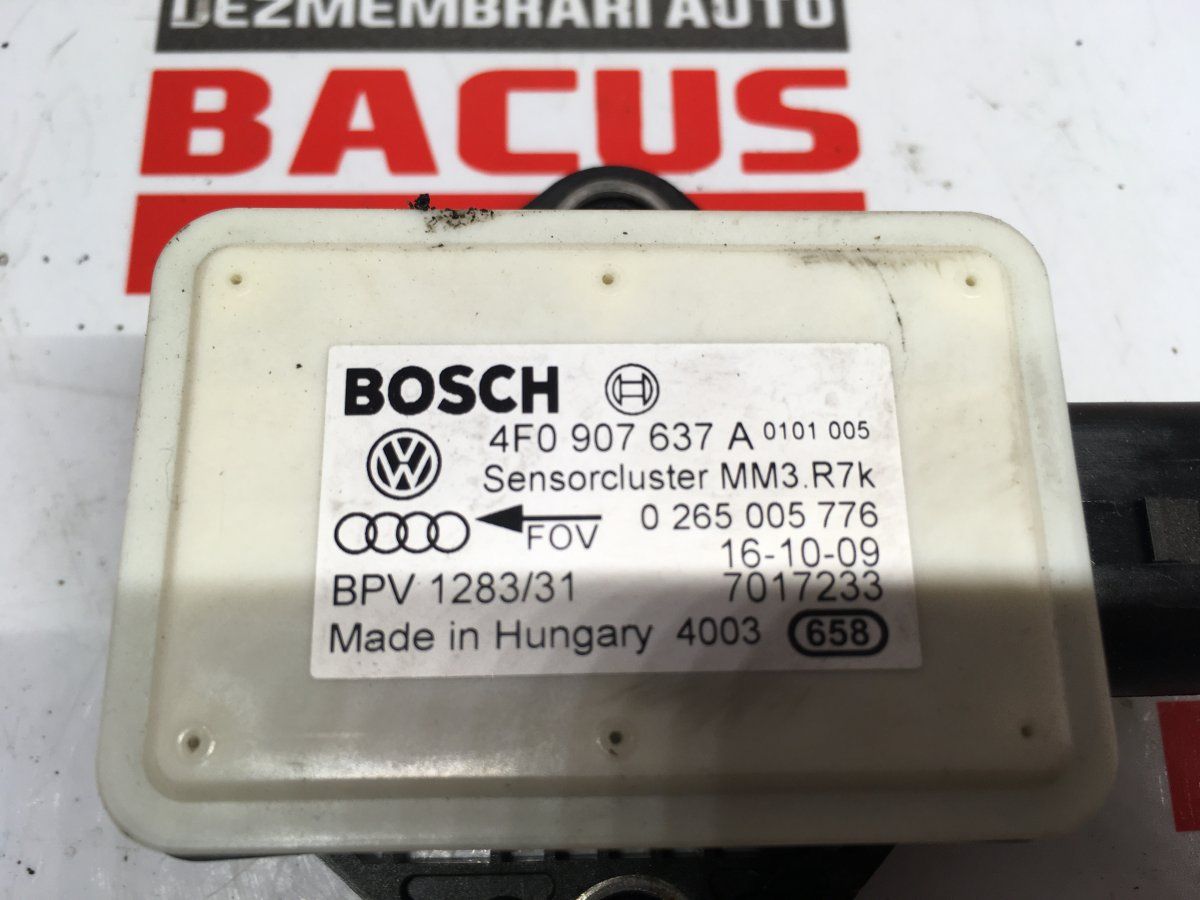 DEZMEMBRARI AUTO
BACUS
BOSCH
4F0 907 637 A 0101 005
Sensorcluster MM3.R7k
FOV 0 265 005 776
16-10-09
BPV 1283/31 7017233
Made in Hungary 4003 658